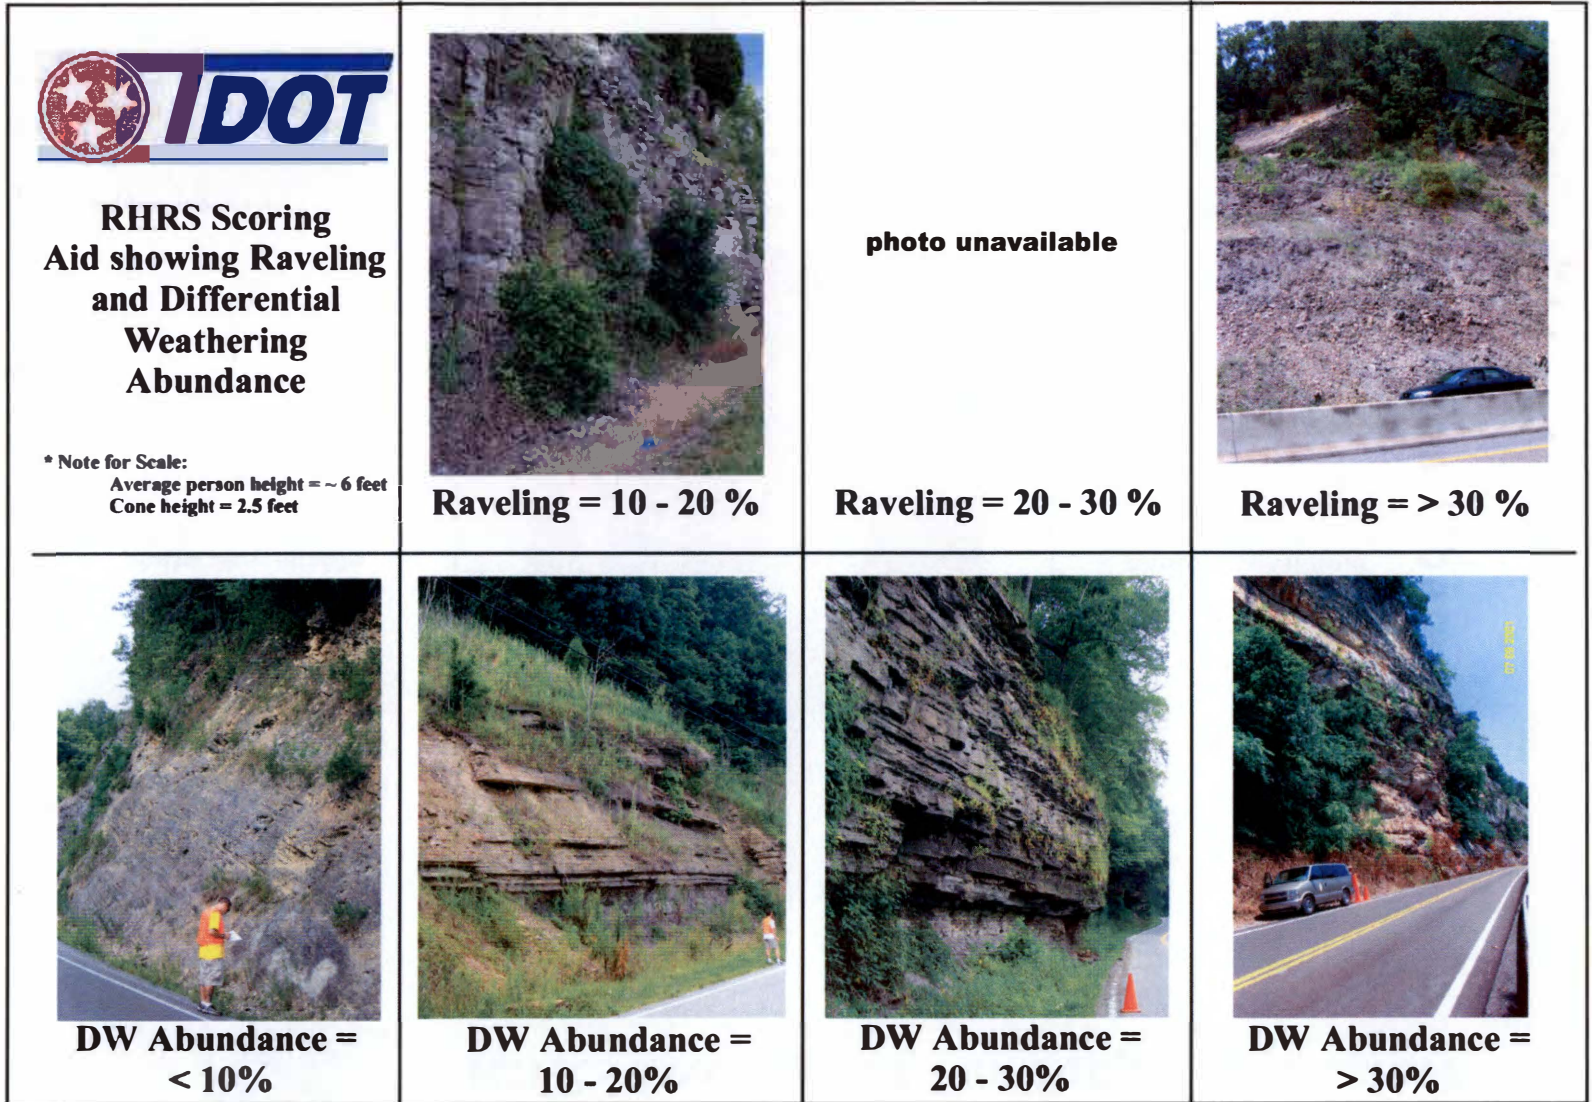 TDOT
RHRS Scoring
Aid showing Raveling
and Differential
Weathering
Abundance
* Note for Scale:
Average person height = ~ 6 feet
Cone height = 2.5 feet
Raveling = 10 - 20 %
photo unavailable
Raveling = 20 - 30 %
Raveling = > 30 %
DW Abundance =
< 10%
DW Abundance =
10 - 20%
DW Abundance =
20 - 30%
DW Abundance =
> 30%